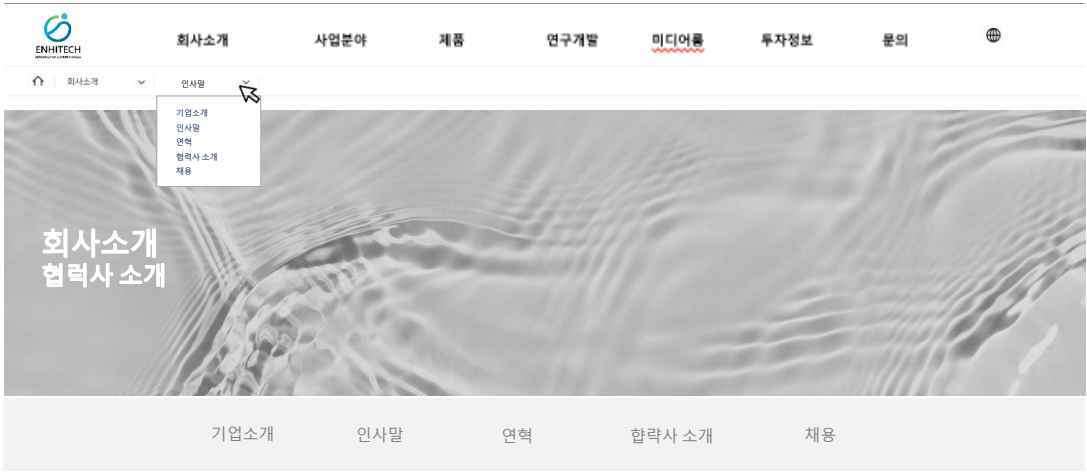 ENHITECH
회사소개 사업분야 제품 연구개발 미디어룸 투자정보 문의
회사소개 인사말
기업소개
인사말
연혁
협력사 소개
채용
회사소개
협력사 소개
기업소개 인사말 연혁 햡략사 소개 채용